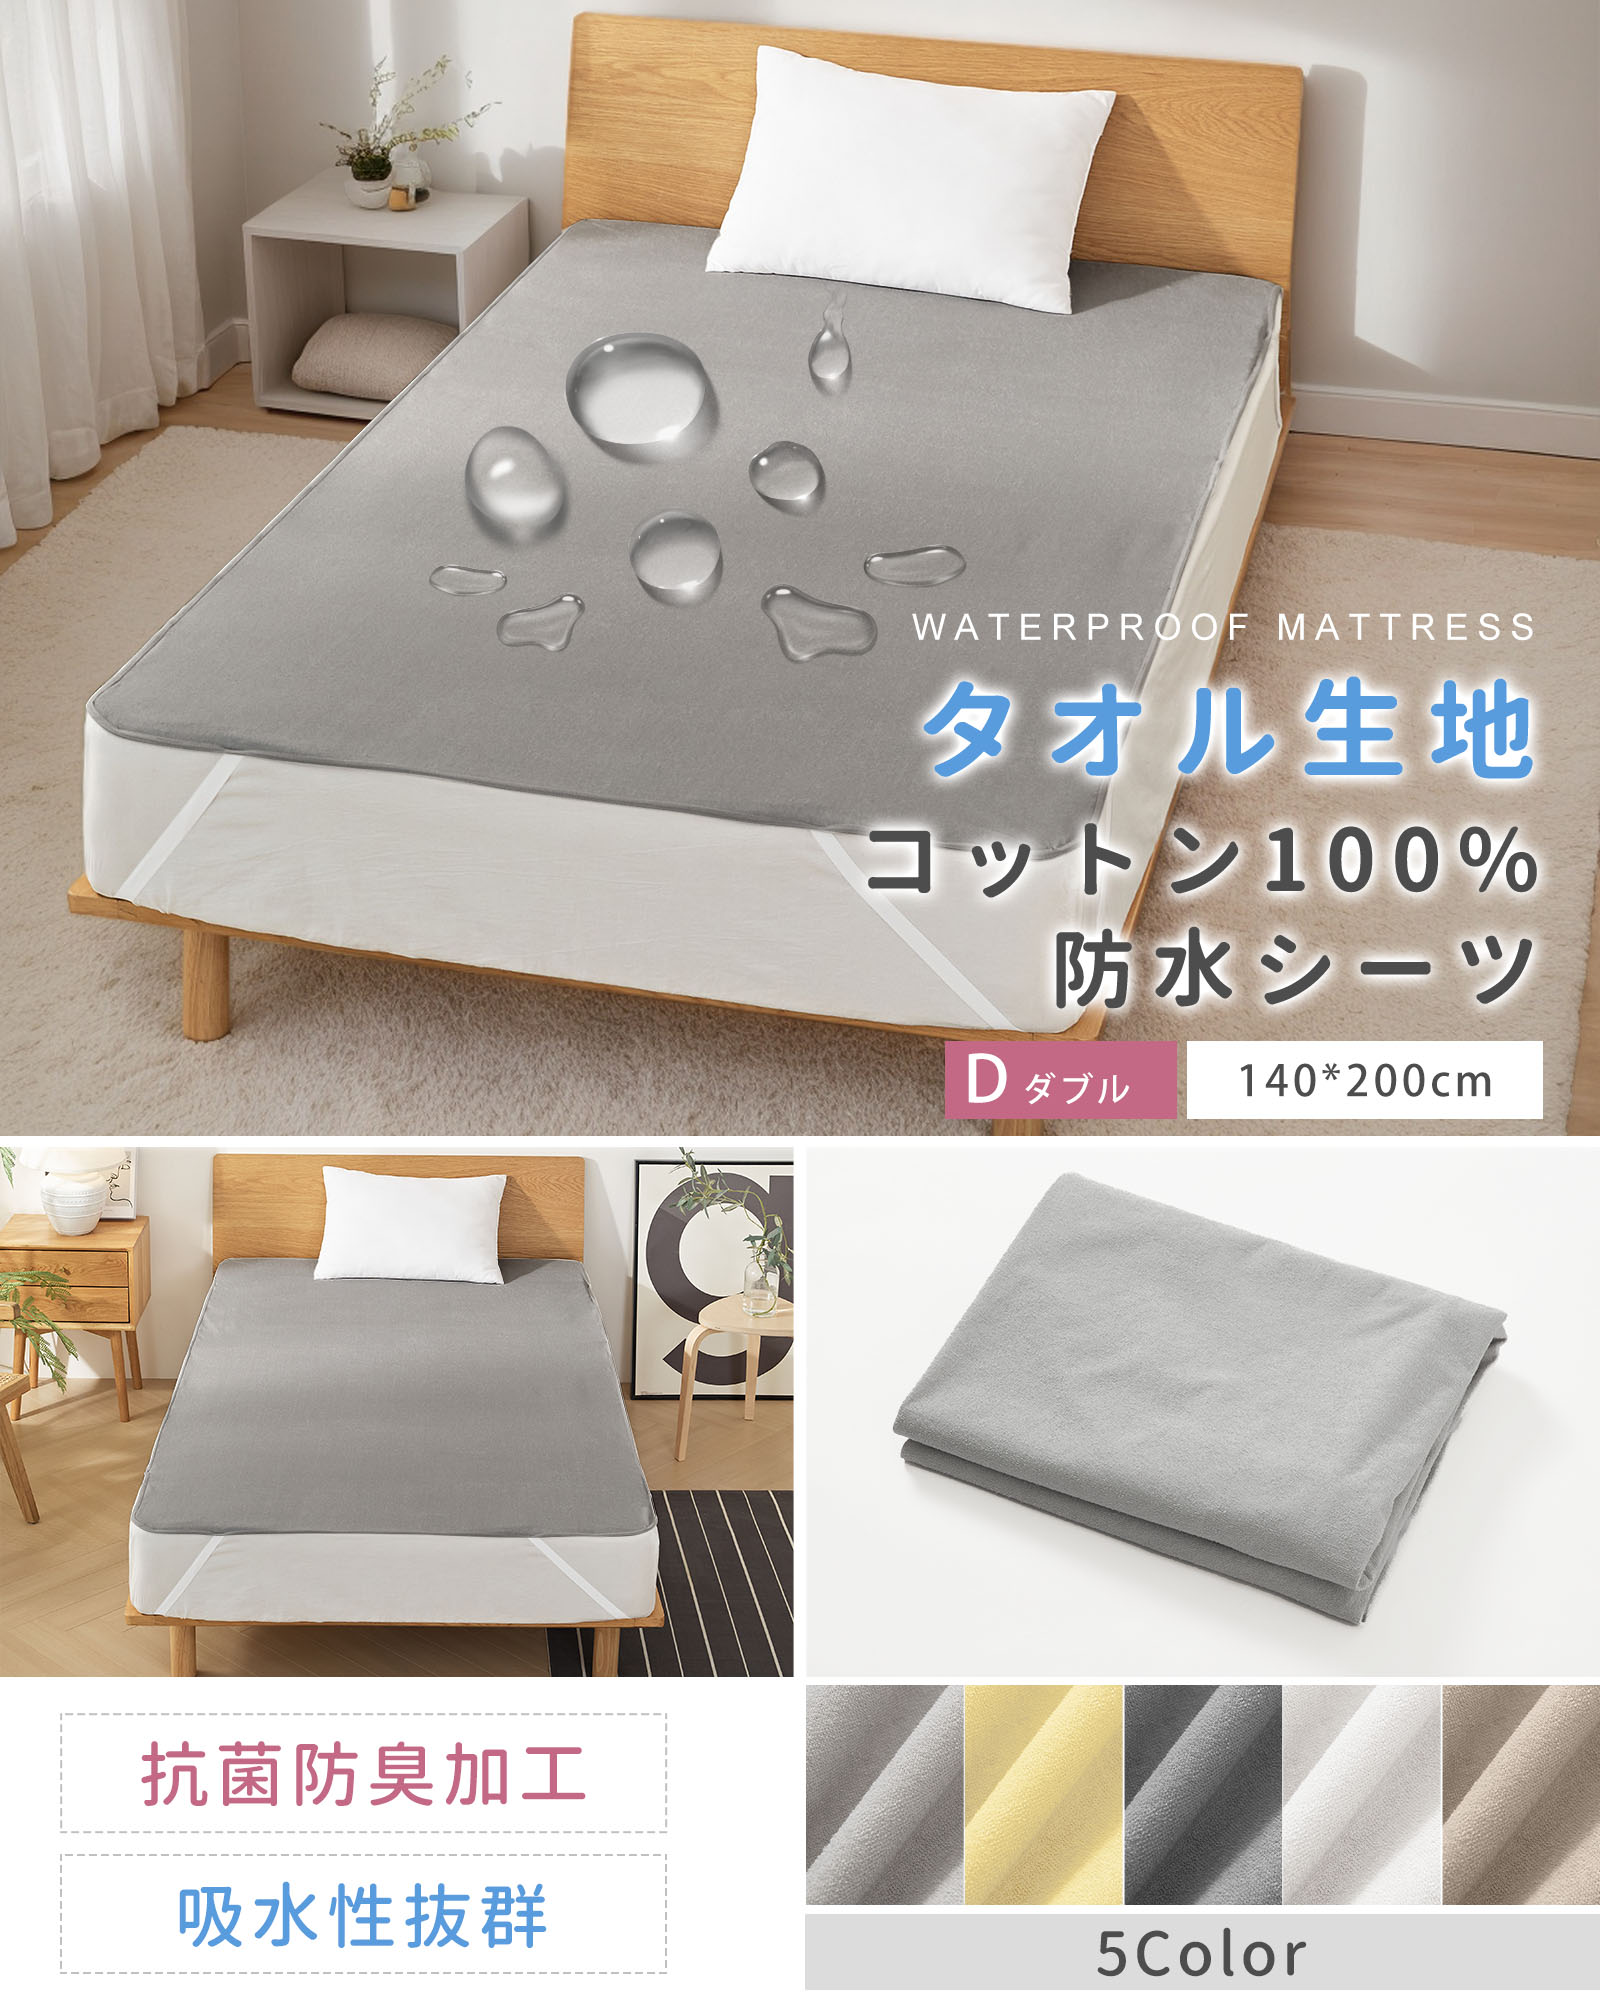 WATERPROOF MATTRESS
タオル生地
コットン100%
防水シーツ
D ダブル
140*200cm
抗菌防臭加工
吸水性抜群
5Color